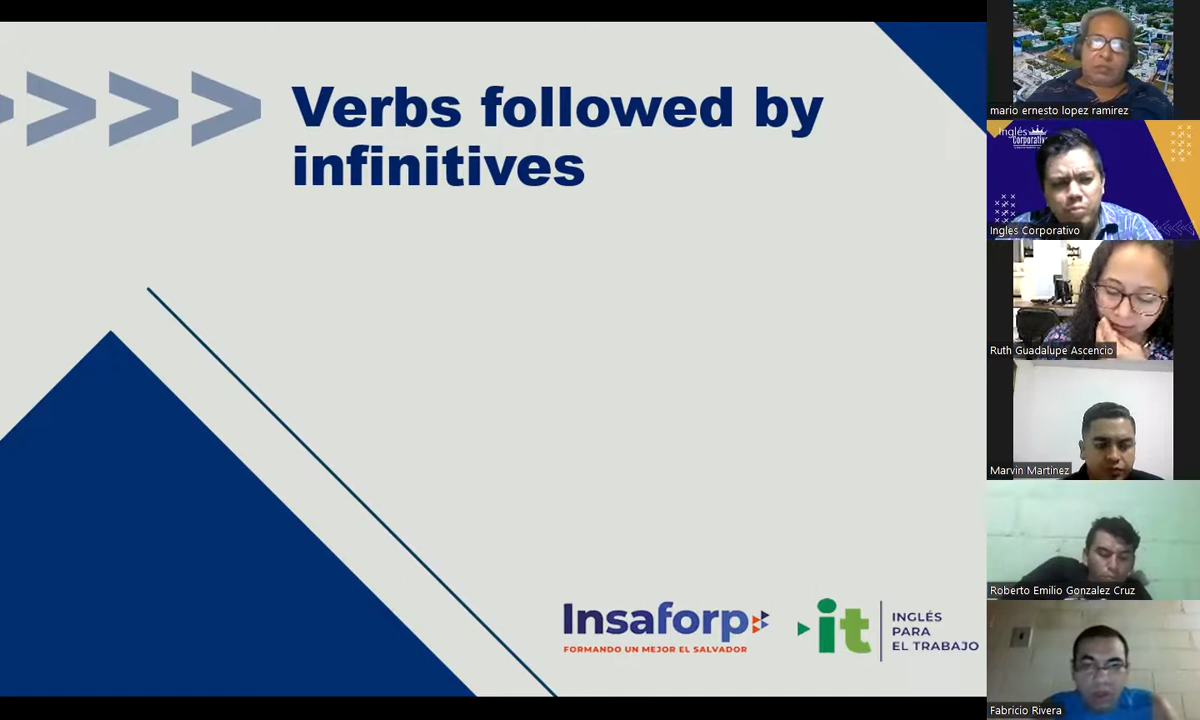 Verbs followed by
infinitives
Insaforp
FORMANDO UN MEJOR EL SALVADOR
it
INGLÉS
PARA
EL TRABAJO
mario ernesto lopez ramirez
Inglés
Corporativo
Ingles Corporativo
Ruth Guadalupe Ascencio
Marvin Martinez
Roberto Emilio Gonzalez Cruz
Fabricio Rivera